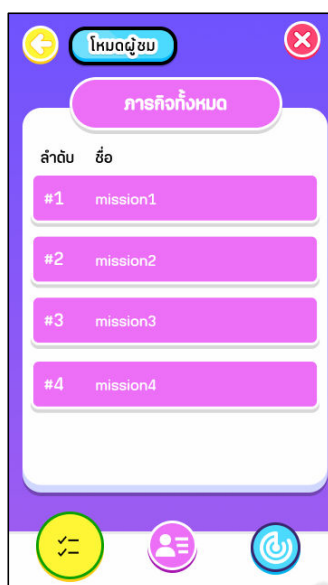 โหมดผู้ชม
ภารกิจทั้งหมด
ลำดับ ชื่อ
#1 mission1
#2 mission2
#3 mission3
#4 mission4